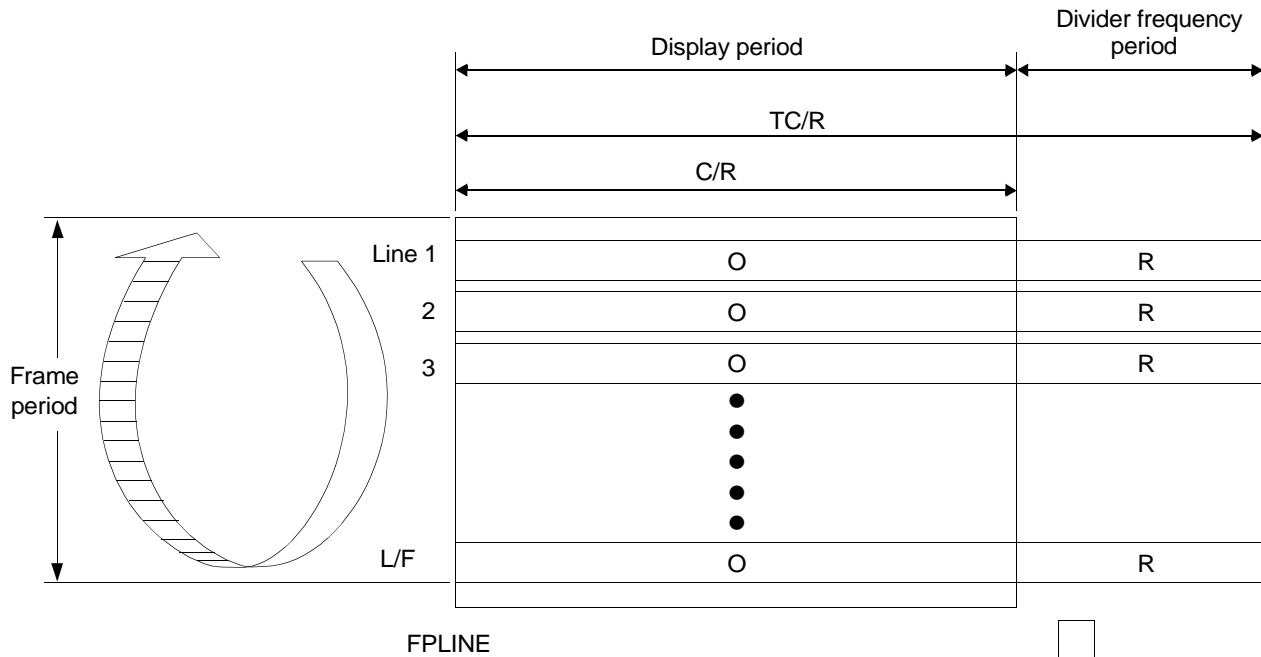 Divider frequency
Display period
period
TC/R
C/R
Line 1
O
R
2
O
R
3
O
R
Frame
period
L/F
O
R
FPLINE